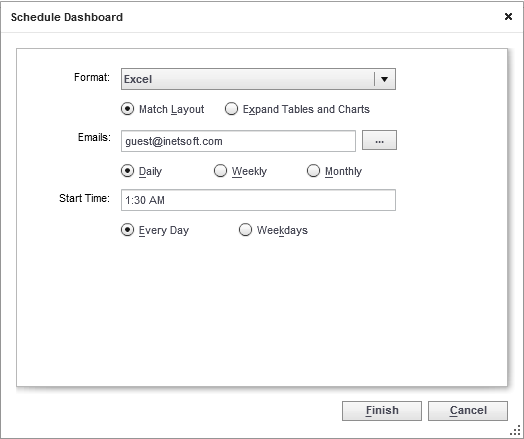 Schedule Dashboard
Format: Excel
Match Layout Expand Tables and Charts
Emails: guest@inetsoft.com ...
Daily Weekly Monthly
Start Time: 1:30 AM
Every Day Weekdays
Finish Cancel